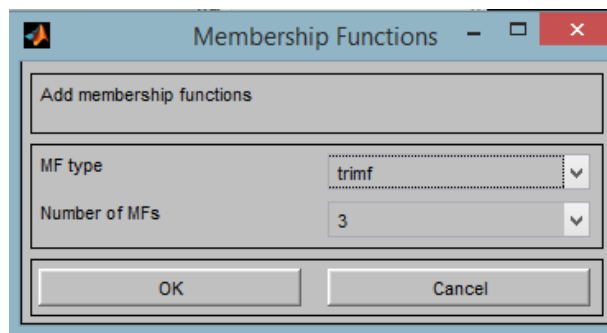 Membership Functions
Add membership functions
MF type
trimf
Number of MFs
3
OK
Cancel